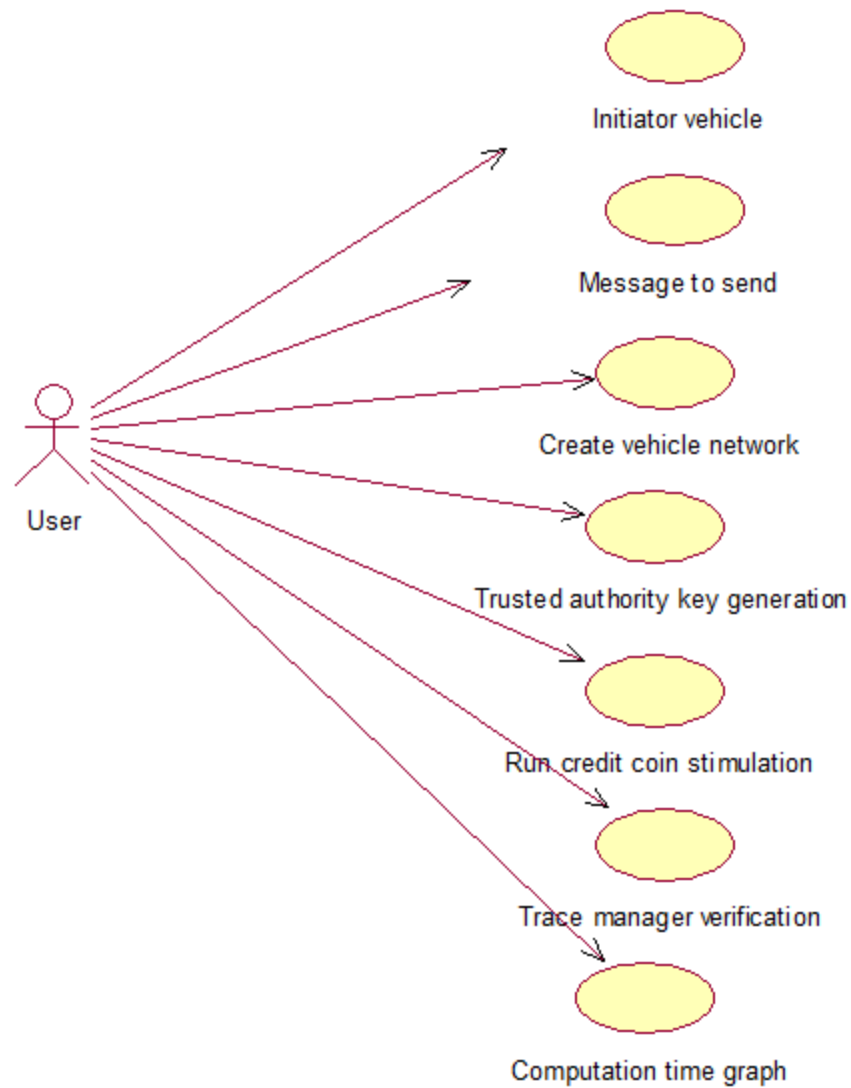 Initiator vehicle
Message to send
Create vehicle network
User
Trusted authority key generation
Run credit coin stimulation
Trace manager verification
Computation time graph